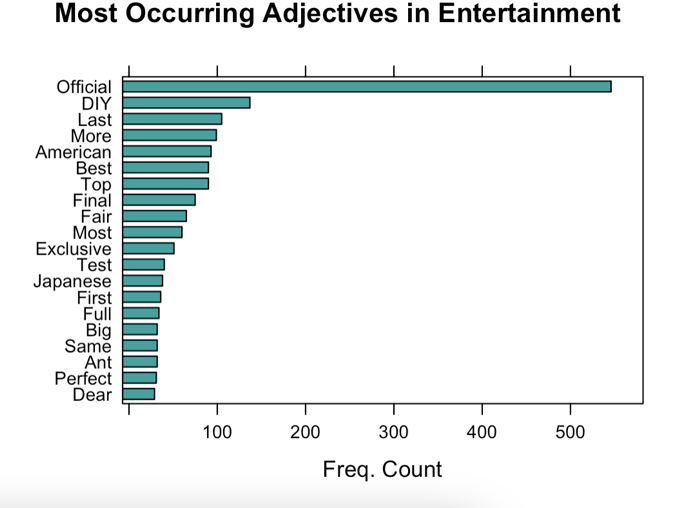 Most Occurring Adjectives in Entertainment
Official
DIY
Last
More
American
Best
Top
Final
Fair
Most
Exclusive
Test
Japanese
First
Full
Big
Same
Ant
Perfect
Dear
100 200 300 400 500
Freq. Count